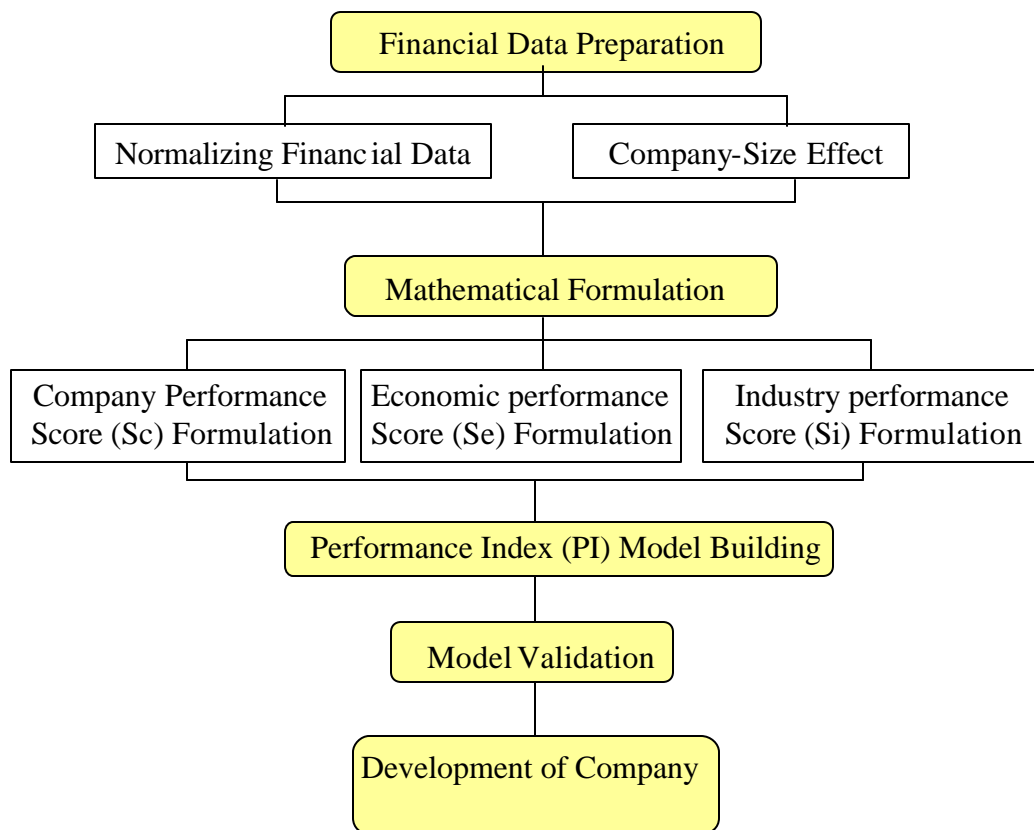 Financial Data Preparation
Normalizing Financial Data
Company-Size Effect
Mathematical Formulation
Company Performance
Score (Sc) Formulation
Economic performance
Score (Se) Formulation
Industry performance
Score (Si) Formulation
Performance Index (PI) Model Building
Model Validation
Development of Company